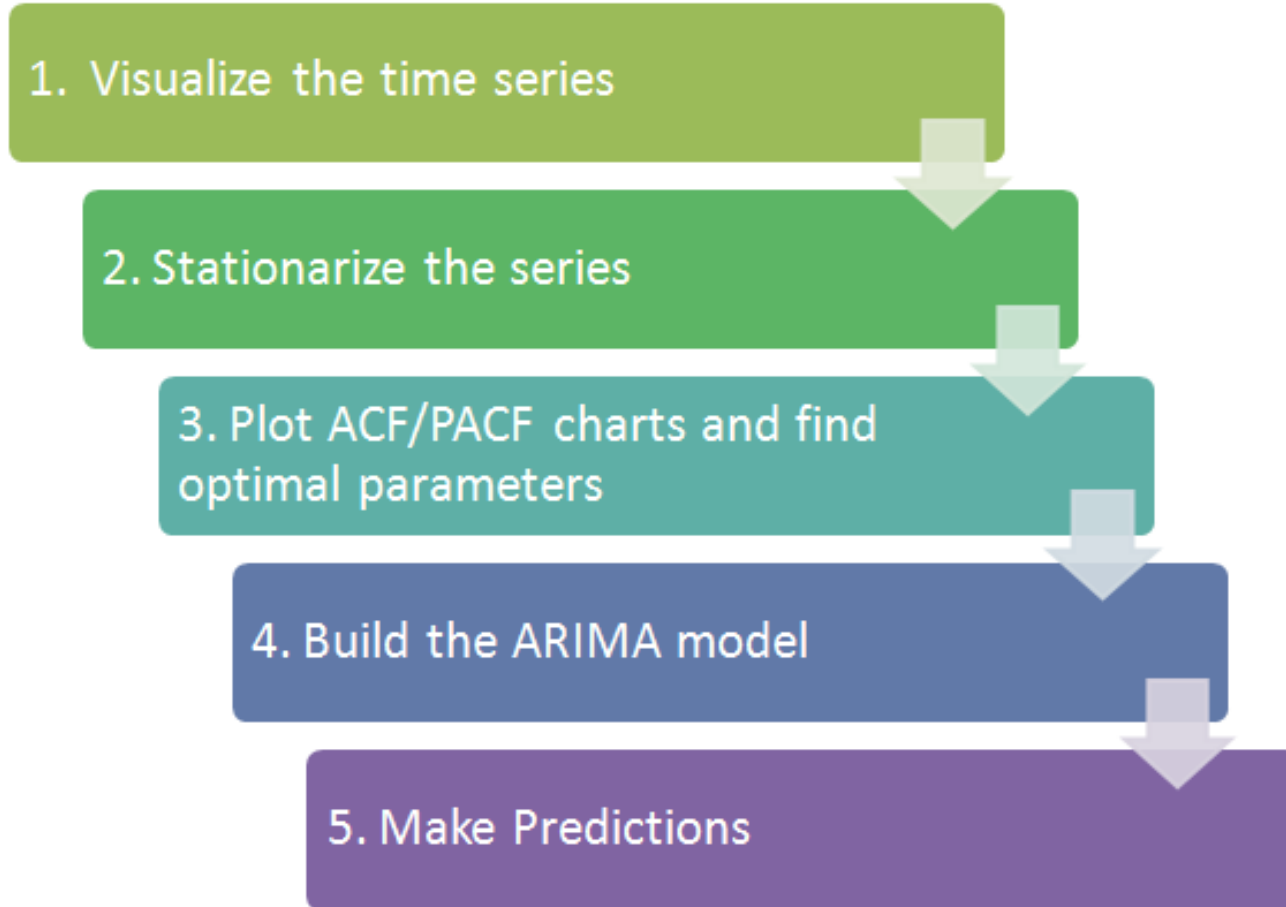 1. Visualize the time series
2. Stationarize the series
3. Plot ACF/PACF charts and find
optimal parameters
4. Build the ARIMA model
5. Make Predictions